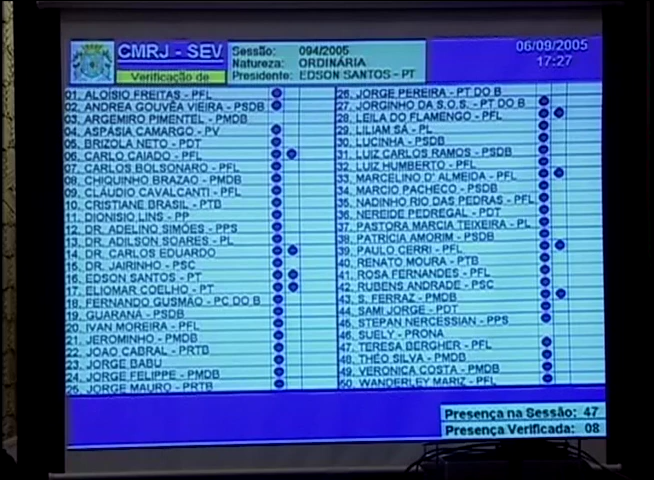 CMRJ - SEV
Verificação de
Sessão: 094/2005
Natureza: ORDINÁRIA
Presidente: EDSON SANTOS - PT
06/09/2005
17:27
01. ALOÍSIO FREITAS - PFL
02. ANDREA GOUVÊA VIEIRA - PSDB
03. ARGEMIRO PIMENTEL - PMDB
04. ASPÁSIA CAMARGO - PV
05. BRIZOLA NETO - PDT
06. CARLO CAIADO - PFL
07. CARLOS BOLSONARO - PFL
08. CHIQUINHO BRAZÃO - PMDB
09. CLÁUDIO CAVALCANTI - PFL
10. CRISTIANE BRASIL - PTB
11. DIONISIO LINS - PP
12. DR. ADELINO SIMÕES - PPS
13. DR. ADILSON SOARES - PL
14. DR. CARLOS EDUARDO
15. DR. JAIRINHO - PSC
16. EDSON SANTOS - PT
17. ELIOMAR COELHO - PT
18. FERNANDO GUSMÃO - PC DO B
19. GUARANÁ - PSDB
20. IVAN MOREIRA - PFL
21. JEROMINHO - PMDB
22. JOÃO CABRAL - PRTB
23. JORGE BABU
24. JORGE FELIPPE - PMDB
25. JORGE MAURO - PRTB
26. JORGE PEREIRA - PT DO B
27. JORGINHO DA S.O.S. - PT DO B
28. LEILA DO FLAMENGO - PFL
29. LILIAM SÁ - PL
30. LUCINHA - PSDB
31. LUIZ CARLOS RAMOS - PSDB
32. LUIZ HUMBERTO - PFL
33. MARCELINO D' ALMEIDA - PFL
34. MARCIO PACHECO - PSDB
35. NADINHO RIO DAS PEDRAS - PFL
36. NEREIDE PEDREGAL - PDT
37. PASTORA MARCIA TEIXEIRA - PL
38. PATRÍCIA AMORIM - PSDB
39. PAULO CERRI - PFL
40. RENATO MOURA - PTB
41. ROSA FERNANDES - PFL
42. RUBENS ANDRADE - PSC
43. S. FERRAZ - PMDB
44. SAMI JORGE - PDT
45. STEPAN NERCESSIAN - PPS
46. SUELY - PRONA
47. TERESA BERGHER - PFL
48. THÉO SILVA - PMDB
49. VERONICA COSTA - PMDB
50. WANDERLEY MARIZ - PFL
Presença na Sessão: 47
Presença Verificada: 08